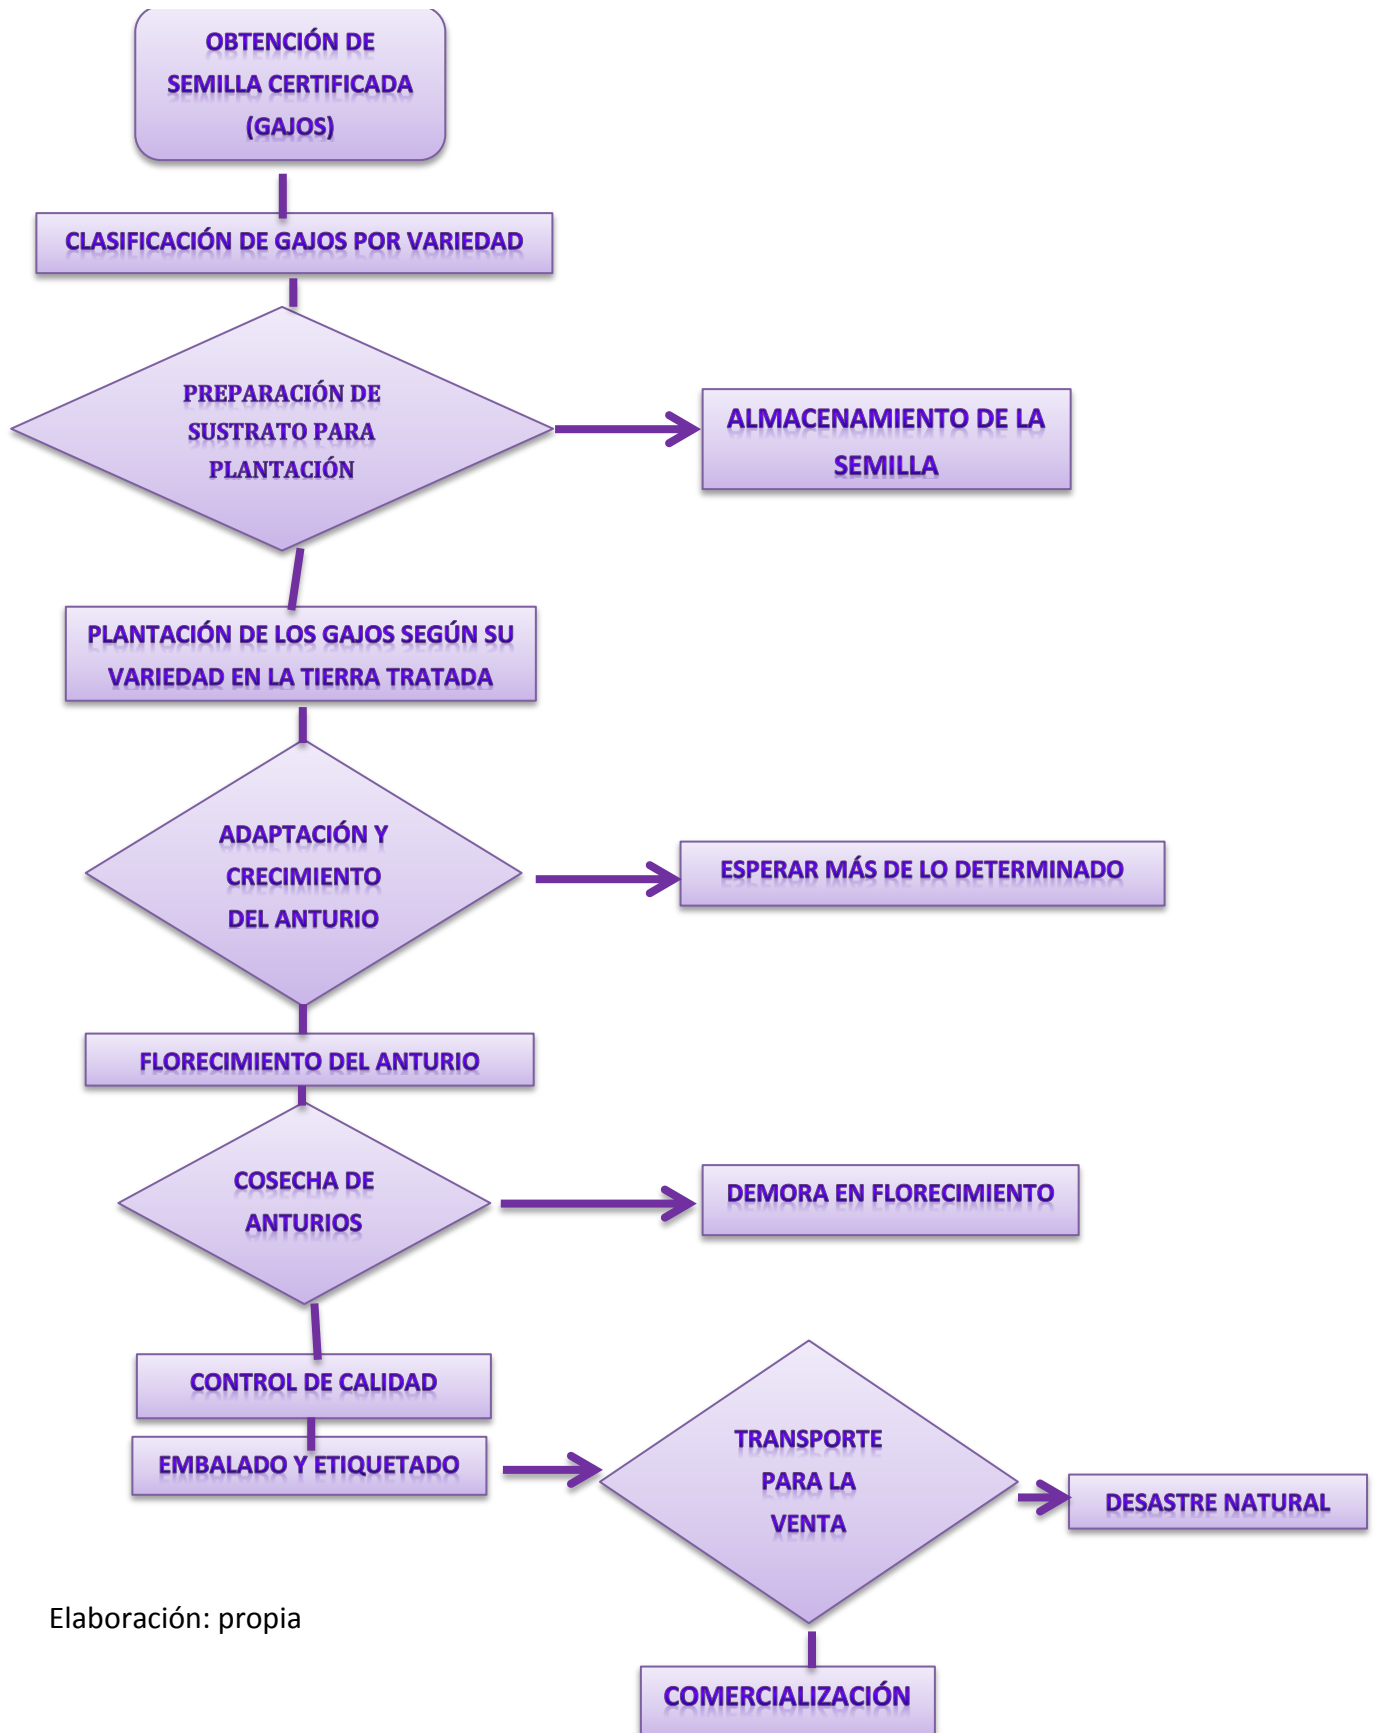 OBTENCIÓN DE
SEMILLA CERTIFICADA
(GAJOS)
CLASIFICACIÓN DE GAJOS POR VARIEDAD
PREPARACIÓN DE
SUSTRATO PARA
PLANTACIÓN
ALMACENAMIENTO DE LA
SEMILLA
PLANTACIÓN DE LOS GAJOS SEGÚN SU
VARIEDAD EN LA TIERRA TRATADA
ADAPTACIÓN Y
CRECIMIENTO
DEL ANTURIO
ESPERAR MÁS DE LO DETERMINADO
FLORECIMIENTO DEL ANTURIO
COSECHA DE
ANTURIOS
DEMORA EN FLORECIMIENTO
CONTROL DE CALIDAD
EMBALADO Y ETIQUETADO
TRANSPORTE
PARA LA
VENTA
DESASTRE NATURAL
Elaboración: propia
COMERCIALIZACIÓN